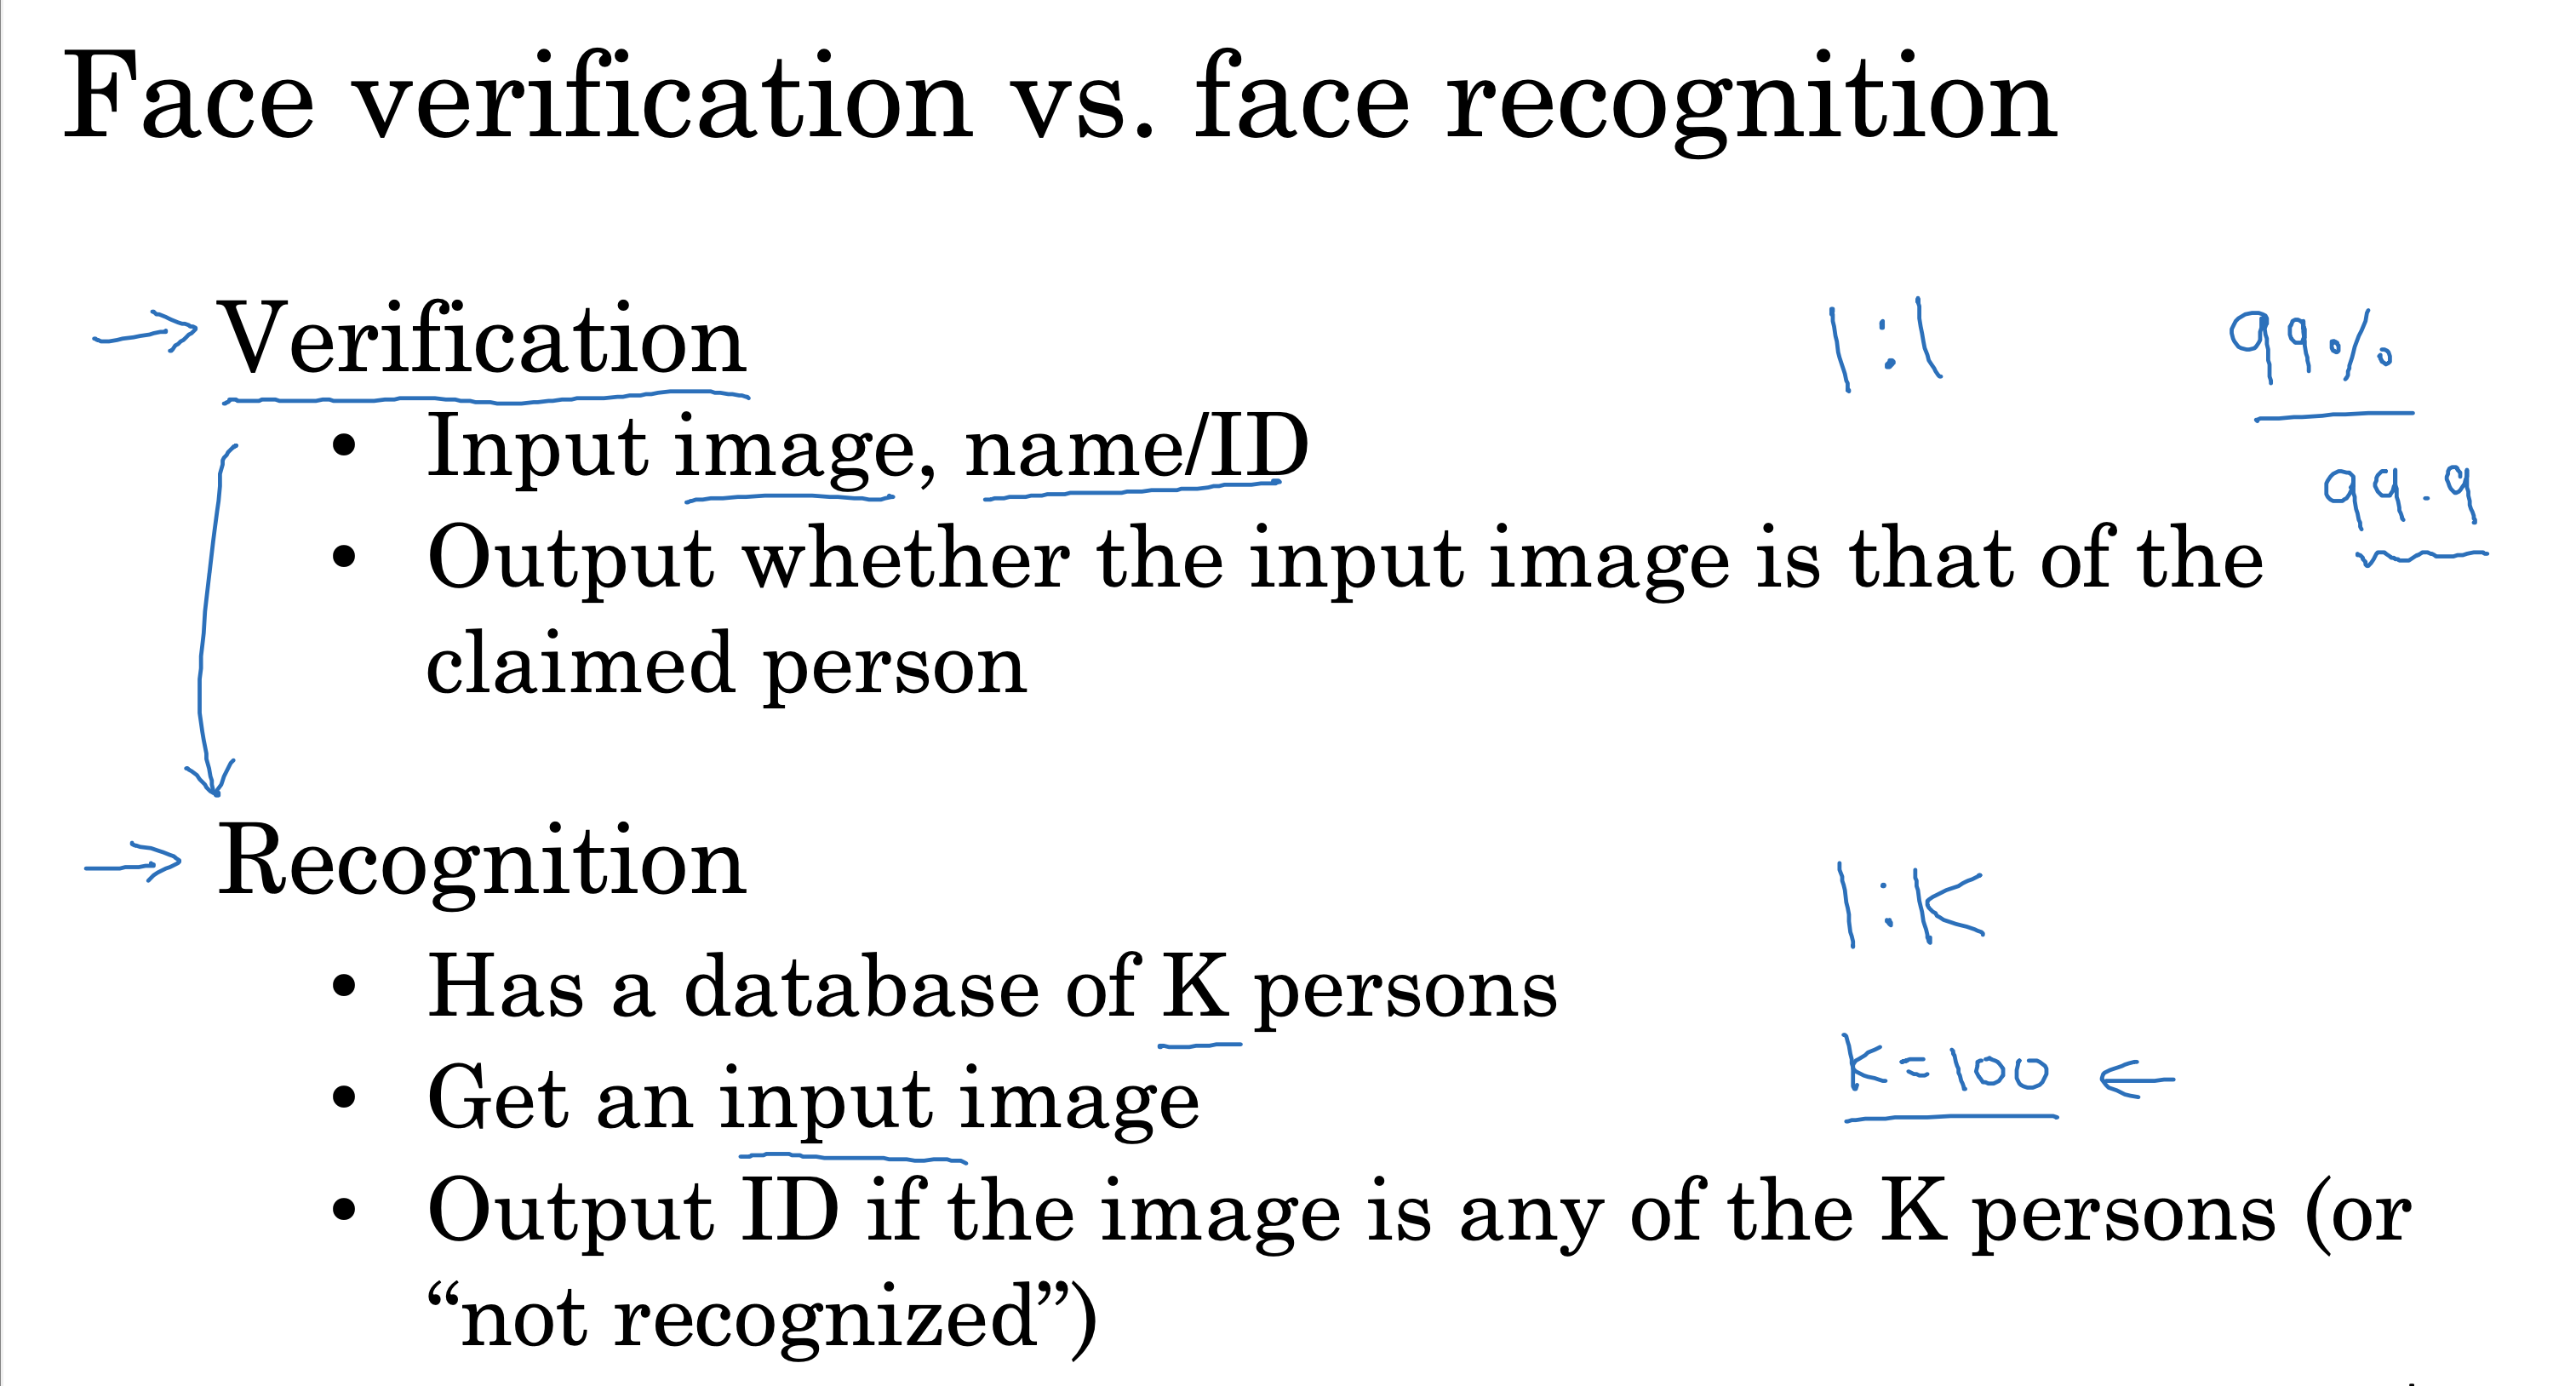 Face verification vs. face recognition
Verification
1:1
99%
• Input image, name/ID
99.9
• Output whether the input image is that of the
claimed person
Recognition
1:K
• Has a database of K persons
K=100
• Get an input image
• Output ID if the image is any of the K persons (or
“not recognized”)